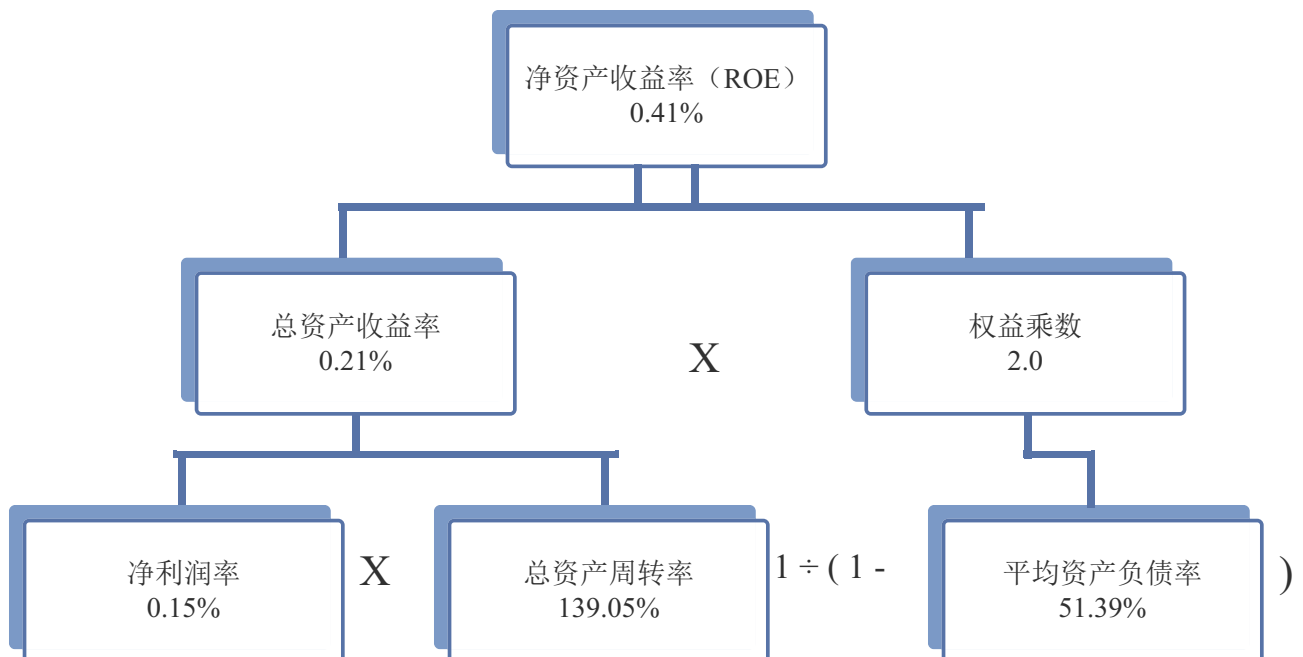 净资产收益率（ROE）
0.41%
总资产收益率
0.21%
X
权益乘数
2.0
净利润率
0.15%
X
总资产周转率
139.05%
1 ÷ ( 1 -
平均资产负债率
51.39%
)